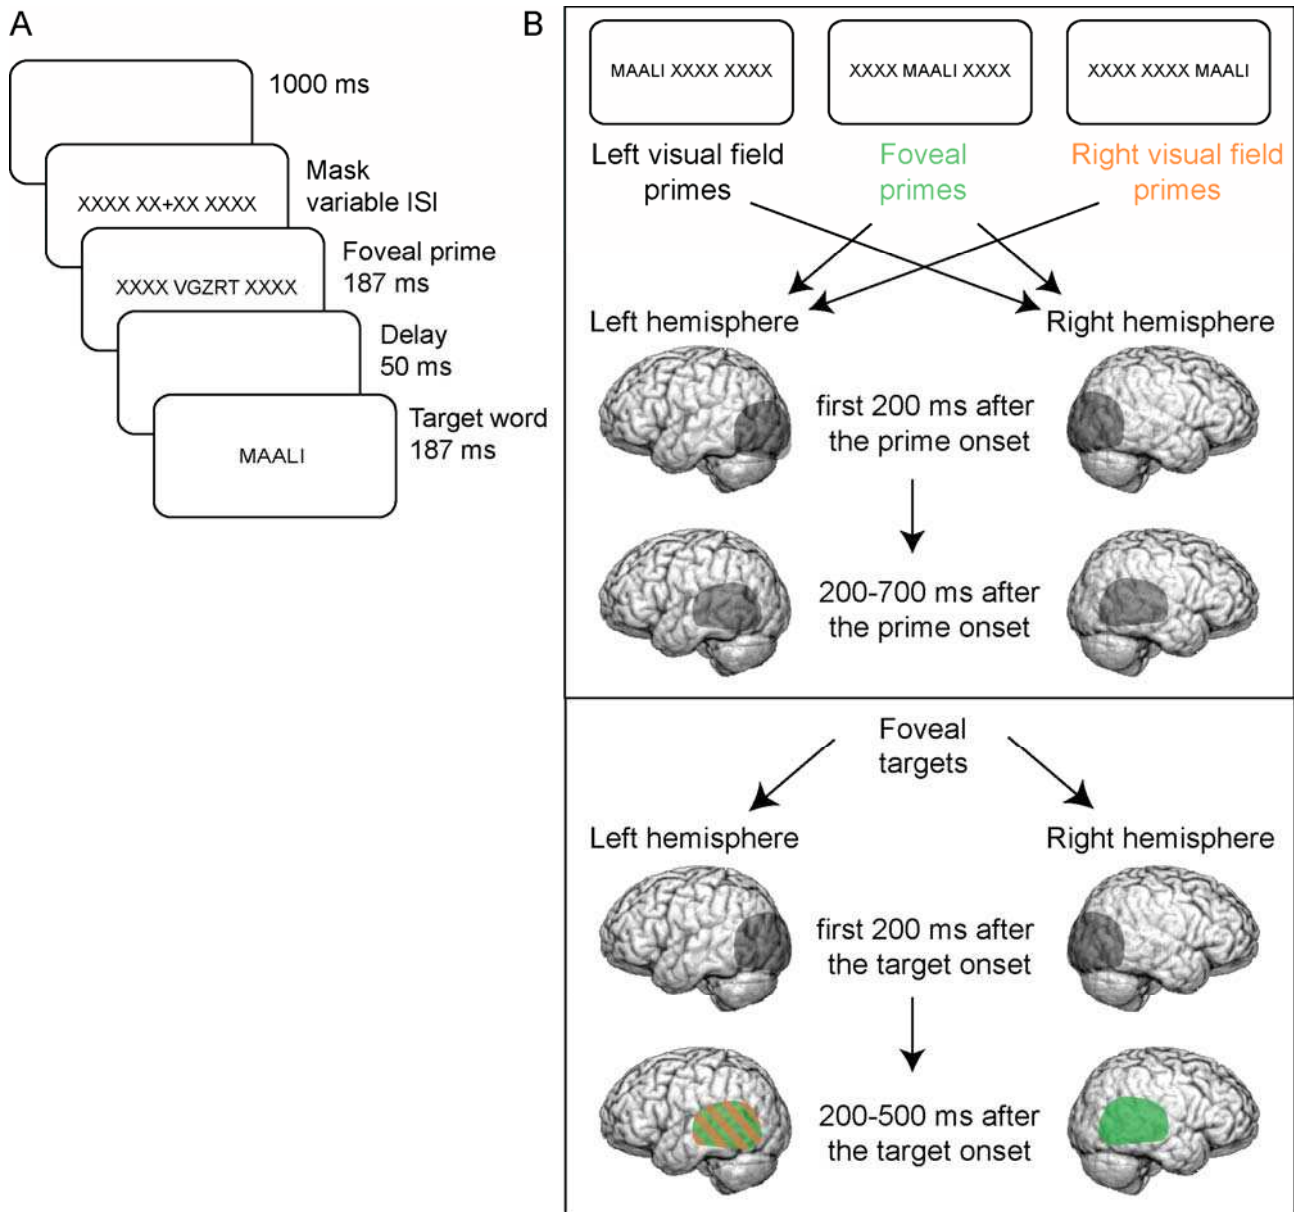 A
1000 ms
XXXX XX+XX XXXX
Mask
variable ISI
XXXX VGZRT XXXX
Foveal prime
187 ms
Delay
50 ms
MAALI
Target word
187 ms
B
MAALI XXXX XXXX
XXXX MAALI XXXX
XXXX XXXX MAALI
Left visual field
primes
Foveal
primes
Right visual field
primes
Left hemisphere
Right hemisphere
first 200 ms after
the prime onset
200-700 ms after
the prime onset
Foveal
targets
Left hemisphere
Right hemisphere
first 200 ms after
the target onset
200-500 ms after
the target onset